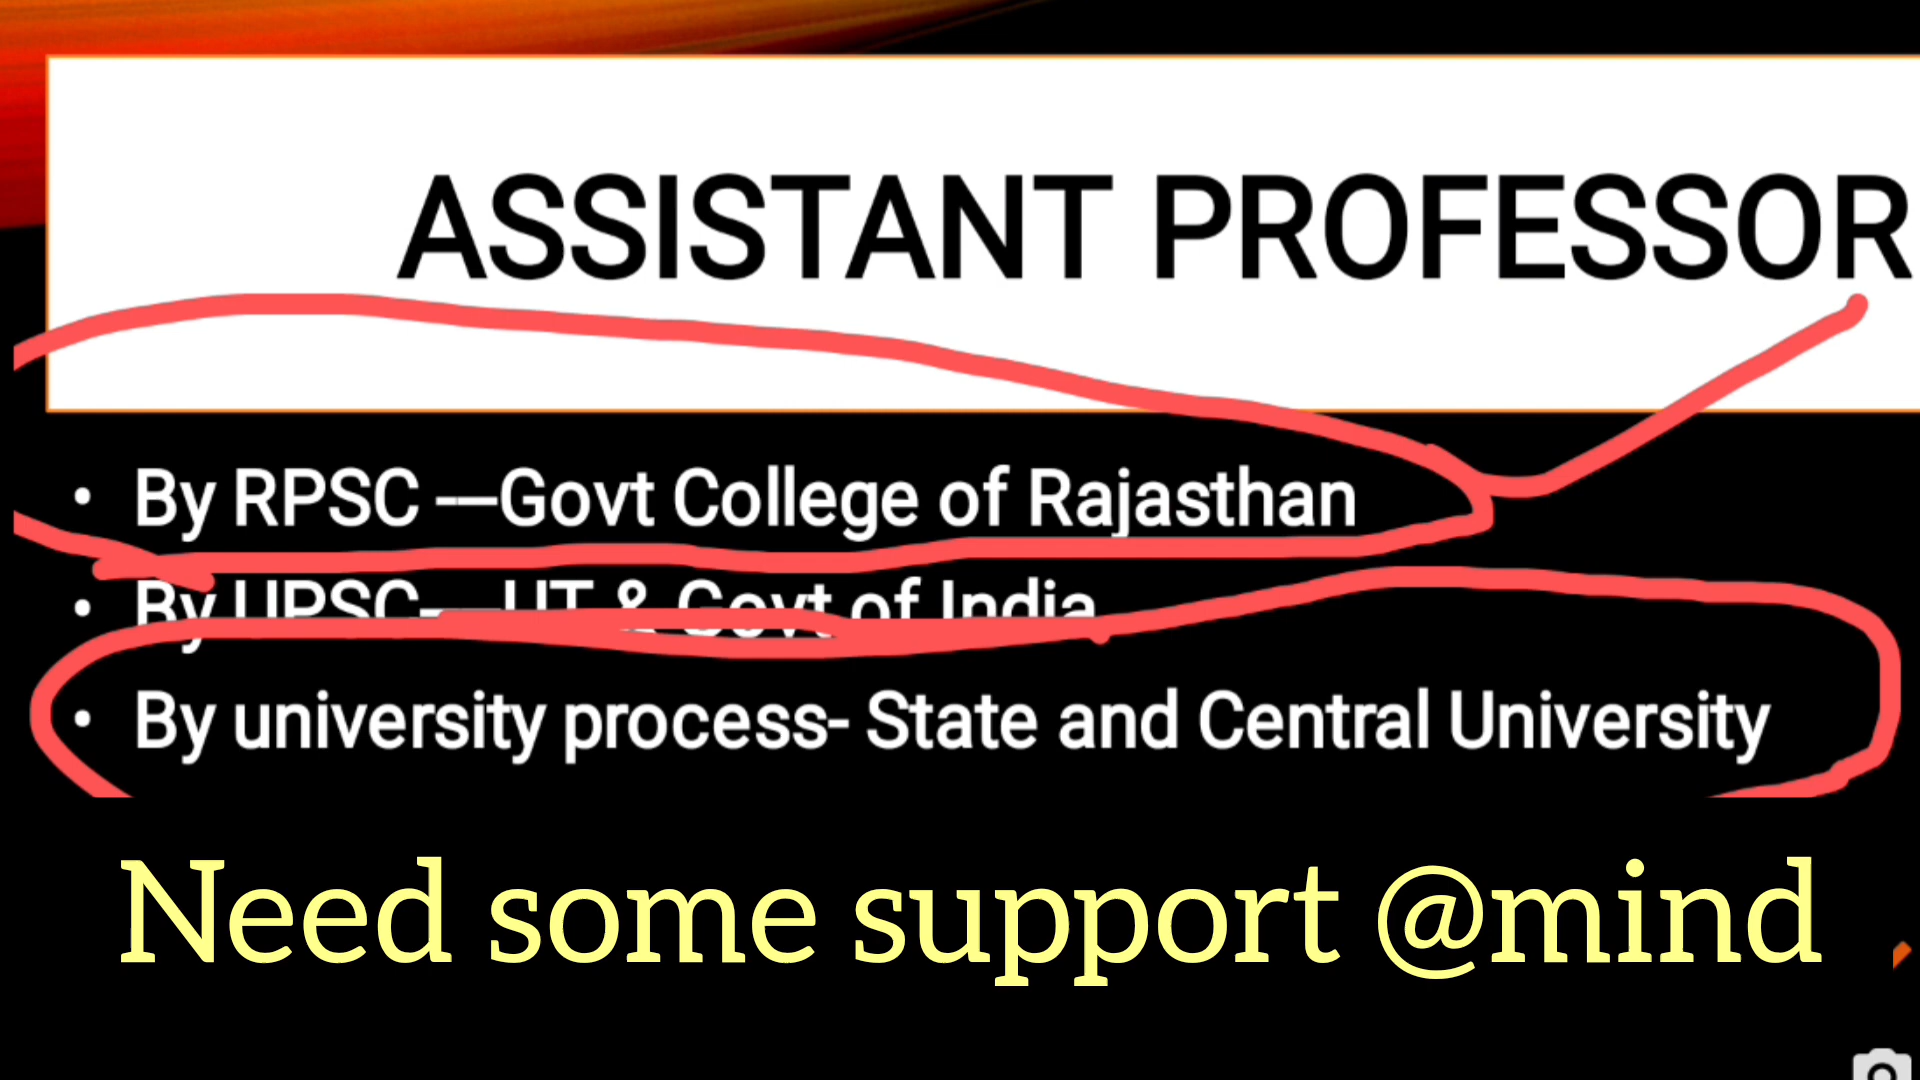 ASSISTANT PROFESSOR
• By RPSC -–Govt College of Rajasthan
• By UPSC-–UT & Govt of India
• By university process- State and Central University
Need some support @mind